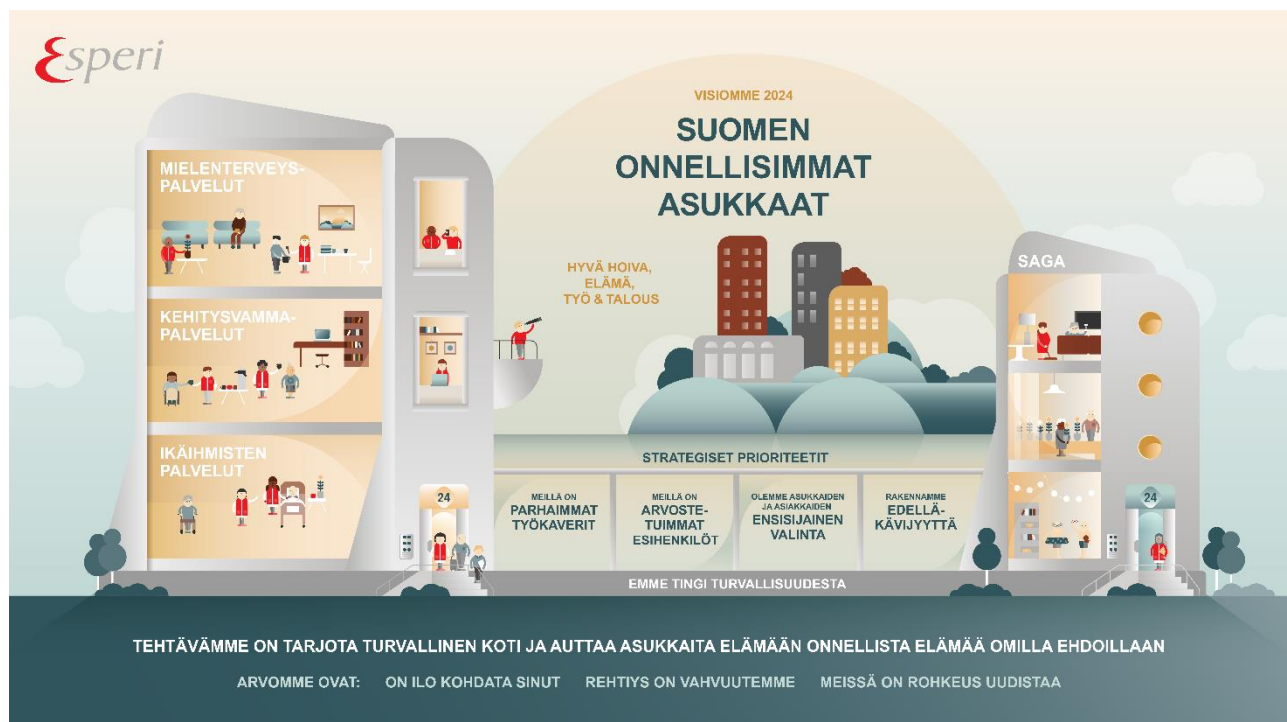 Esperi
VISIOMME 2024
SUOMEN
ONNELLISIMMAT
ASUKKAAT
HYVÄ HOIVA,
ELÄMÄ,
TYÖ & TALOUS
MIELENTERVEYS-
PALVELUT
KEHITYSVAMMA-
PALVELUT
IKÄIHMISTEN
PALVELUT
24
SAGA
24
STRATEGISET PRIORITEETIT
MEILLÄ ON
PARHAIMMAT
TYÖKAVERIT
MEILLÄ ON
ARVOSTE-
TUIMMAT
ESIHENKILÖT
OLEMME ASUKKAIDEN
JA ASIAKKAIDEN
ENSISIJAINEN
VALINTA
RAKENNAMME
EDELLÄ-
KÄVIJYYTTÄ
EMME TINGI TURVALLISUUDESTA
TEHTÄVÄMME ON TARJOTA TURVALLINEN KOTI JA AUTTAA ASUKKAITA ELÄMÄÄN ONNELLISTA ELÄMÄÄ OMILLA EHDOILLAAN
ARVOMME OVAT: ON ILO KOHDATA SINUT REHTIYS ON VAHVUUTEMME MEISSÄ ON ROHKEUS UUDISTAA